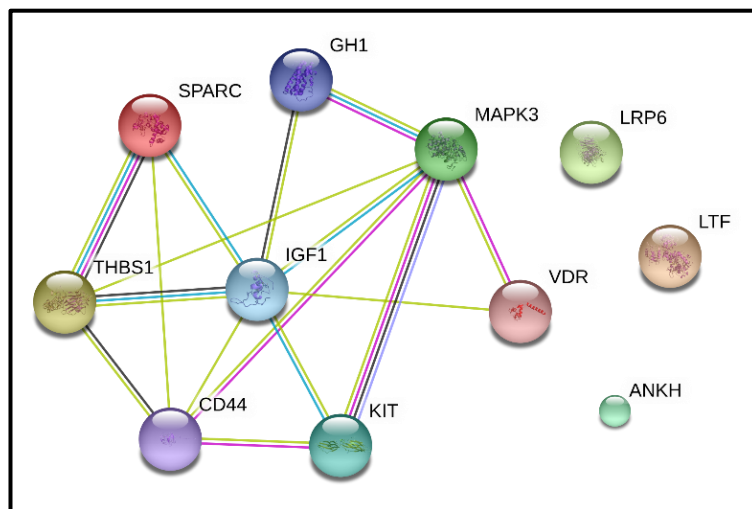 GH1
SPARC
MAPK3
LRP6
LTF
THBS1
IGF1
VDR
CD44
KIT
ANKH